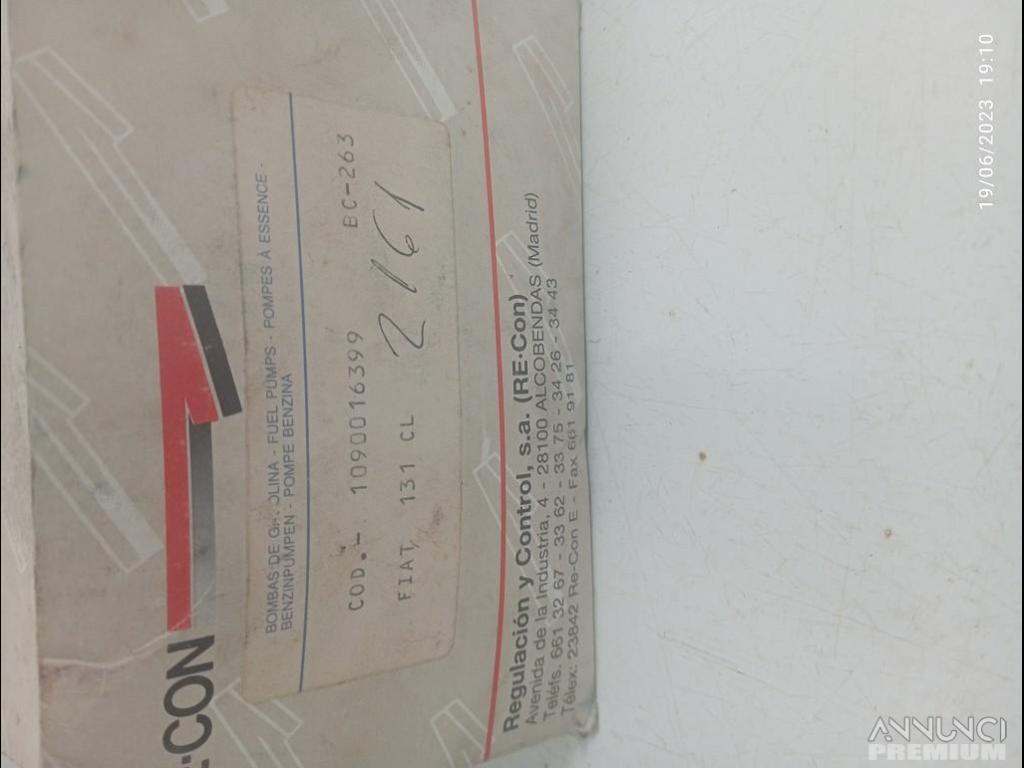 :CON
BOMBAS DE GASOLINA - FUEL PUMPS - POMPES À ESSENCE -
BENZINPUMPEN - POMPE BENZINA
COD.- 1090016399 BC-263
FIAT, 131 CL
2161
Regulación y Control, s.a. (RE·Con)
Avenida de la Industria, 4 - 28100 ALCOBENDAS (Madrid)
Teléfs. 661 32 67 - 33 62 - 33 75 - 34 26 - 34 43
Télex: 23842 Re-Con E - Fax 661 91 81
19/06/2023 19:10
ANNUNCI
PREMIUM